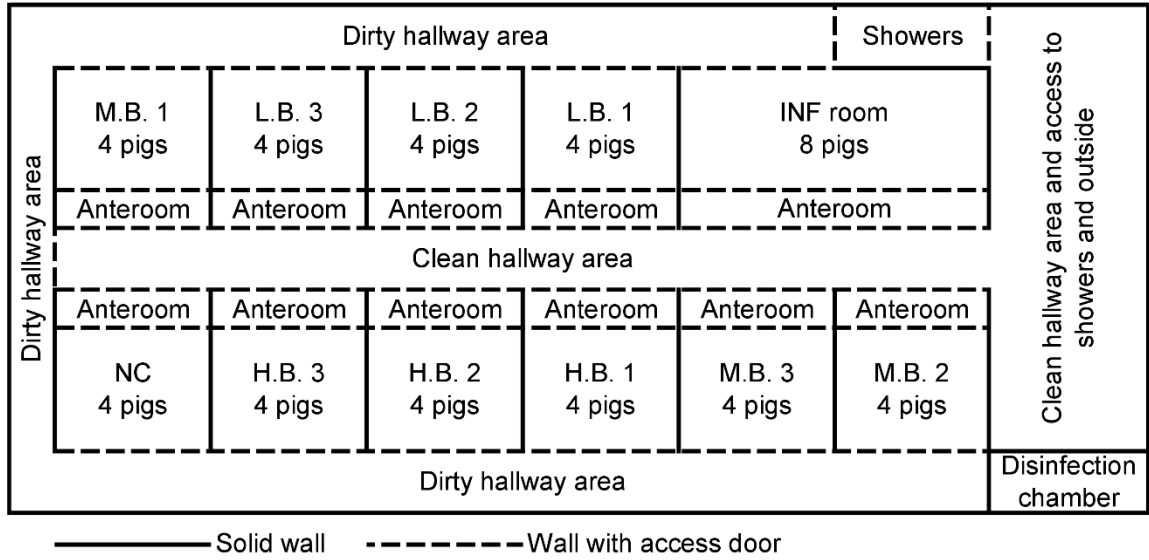 Dirty hallway area
Showers
M.B. 1
4 pigs
L.B. 3
4 pigs
L.B. 2
4 pigs
L.B. 1
4 pigs
INF room
8 pigs
Anteroom
Anteroom
Anteroom
Anteroom
Anteroom
Dirty hallway area
Clean hallway area
Clean hallway area and access to
showers and outside
Anteroom
Anteroom
Anteroom
Anteroom
Anteroom
Anteroom
NC
4 pigs
H.B. 3
4 pigs
H.B. 2
4 pigs
H.B. 1
4 pigs
M.B. 3
4 pigs
M.B. 2
4 pigs
Dirty hallway area
Disinfection
chamber
Solid wall
Wall with access door